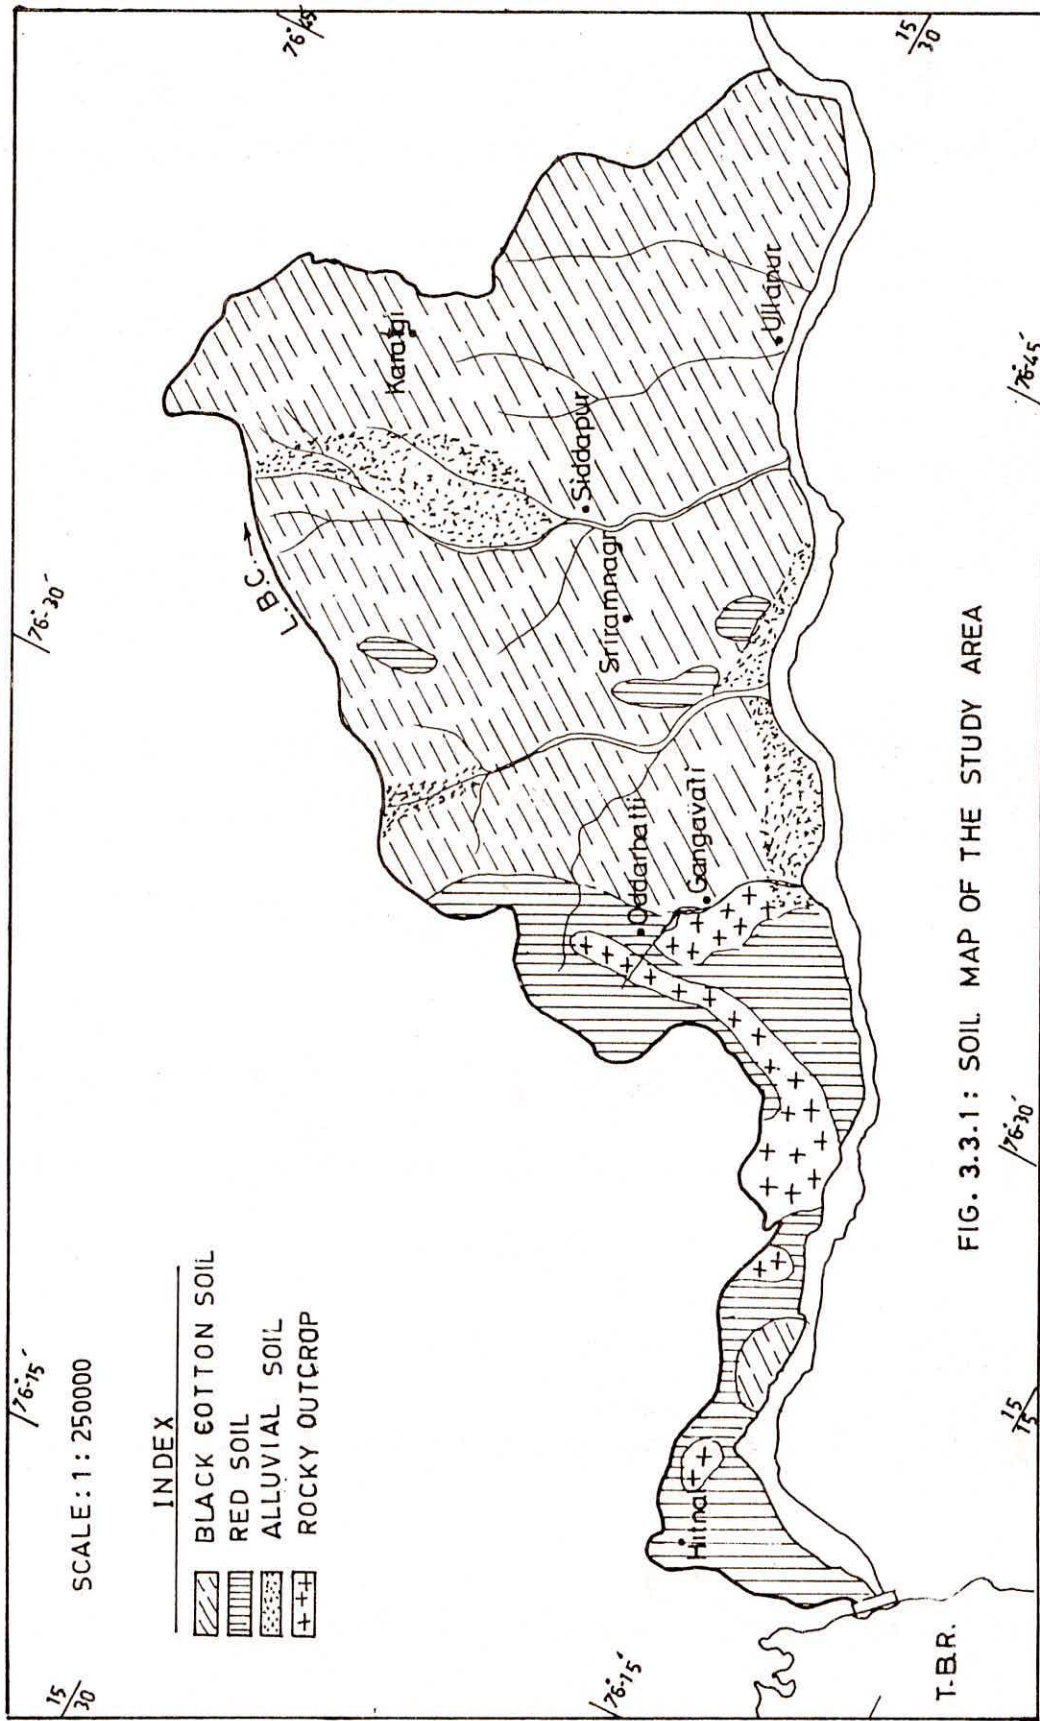 15
30
76°-15′
76°-30′
76°45
SCALE : 1 : 250000
INDEX
BLACK COTTON SOIL
RED SOIL
ALLUVIAL SOIL
ROCKY OUTCROP
L.B.C.
Karatgi
Siddapur
Sriramnagr
Ullapur
Oddarhatti
Gangavati
Hitnal
76°-15′
T.B.R.
15
15
76-30′
76-45′
15
30
FIG. 3.3.1 : SOIL MAP OF THE STUDY AREA